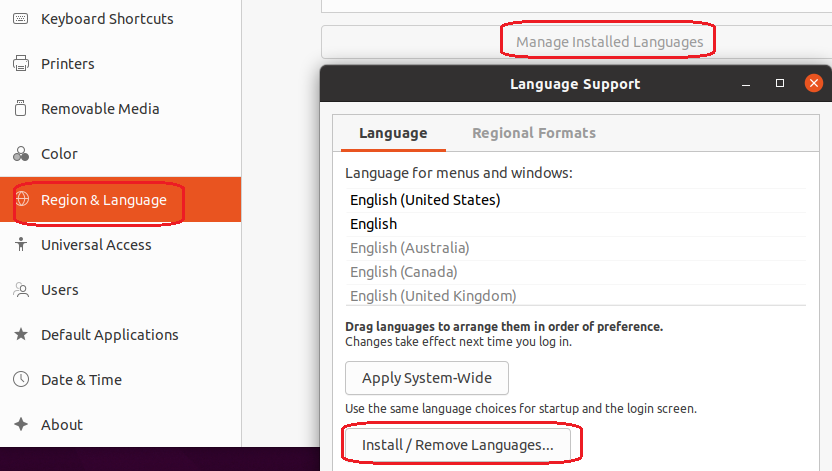 Keyboard Shortcuts
Printers
Removable Media
Color
Region & Language
Universal Access
Users
Default Applications
Date & Time
About
Manage Installed Languages
Language Support
Language
Regional Formats
Language for menus and windows:
English (United States)
English
English (Australia)
English (Canada)
English (United Kingdom)
Drag languages to arrange them in order of preference.
Changes take effect next time you log in.
Apply System-Wide
Use the same language choices for startup and the login screen.
Install / Remove Languages...